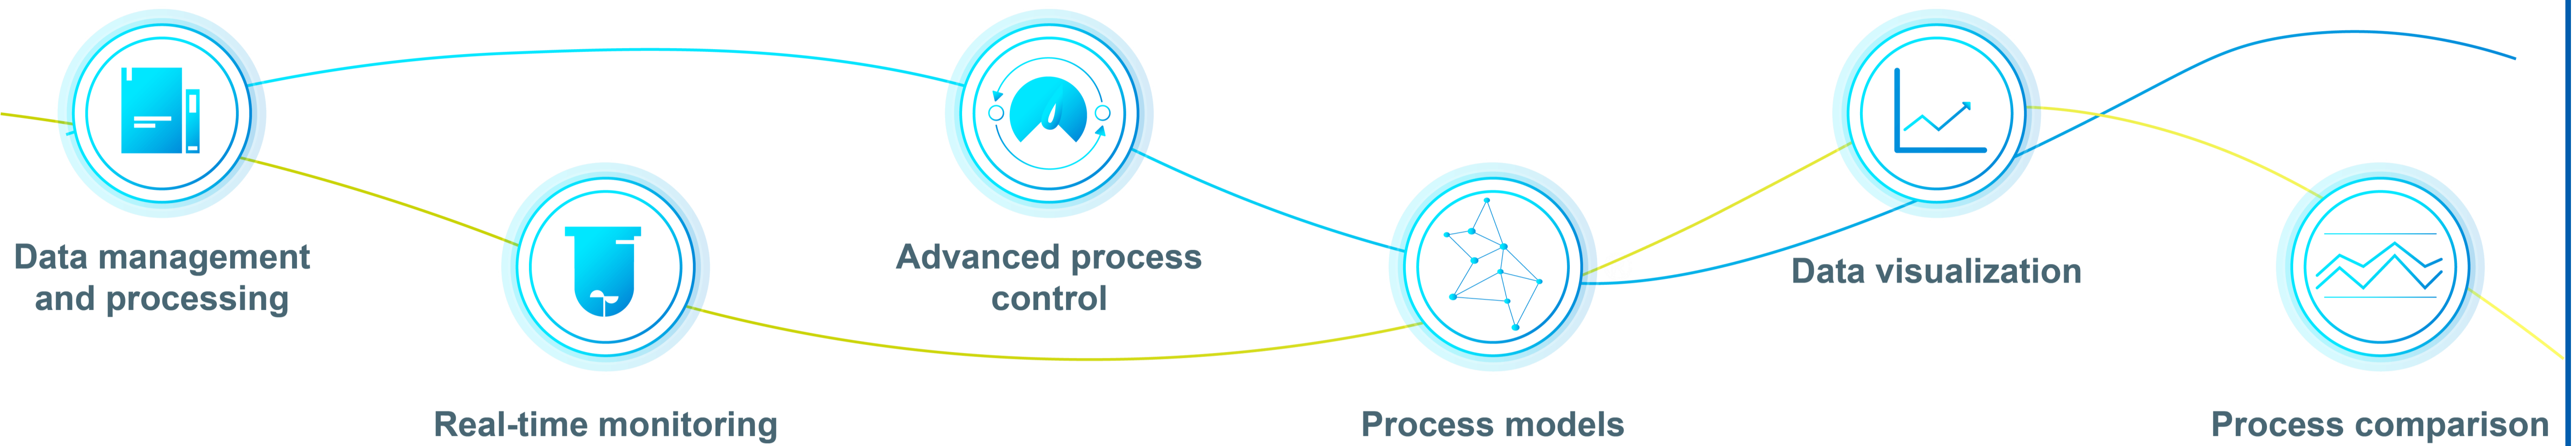 Data management
and processing
Real-time monitoring
Advanced process
control
Process models
Data visualization
Process comparison